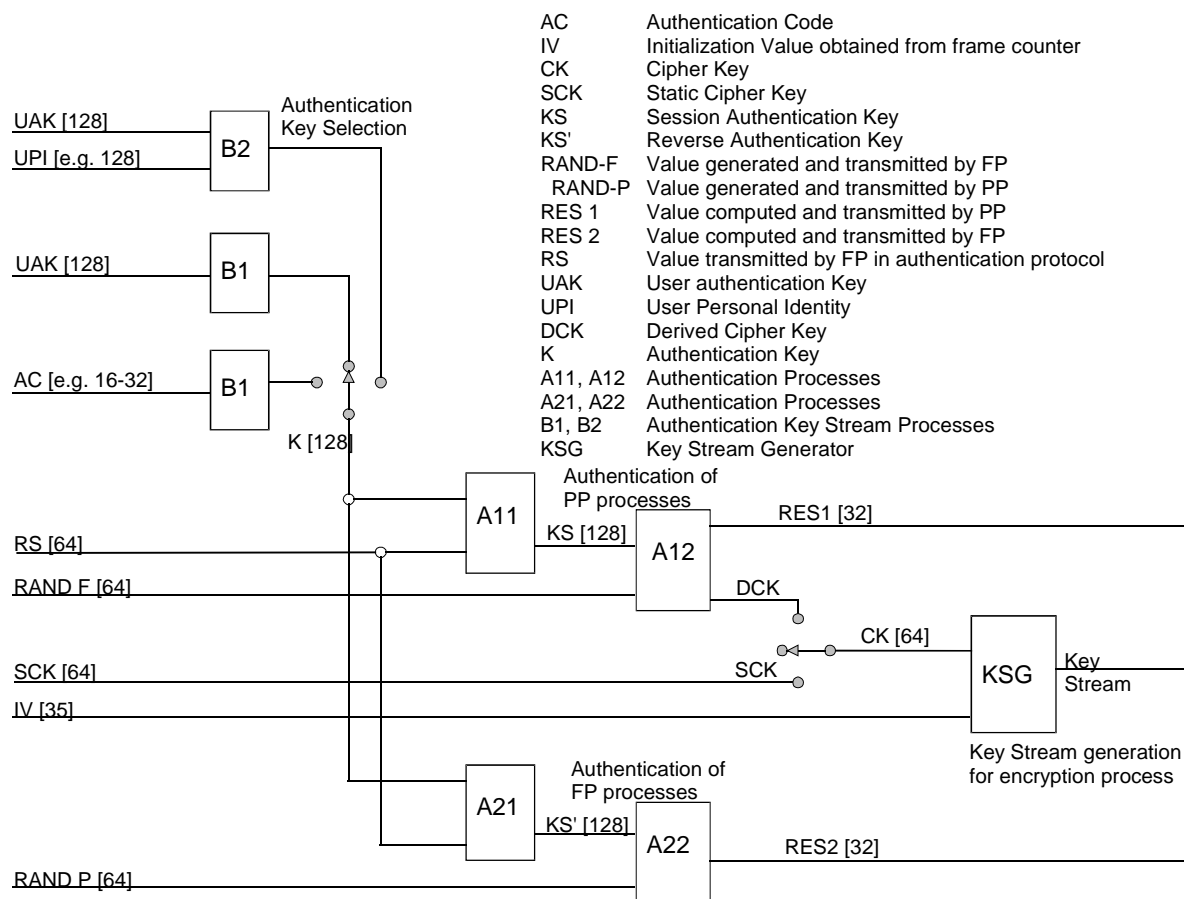 AC Authentication Code
IV Initialization Value obtained from frame counter
CK Cipher Key
SCK Static Cipher Key
KS Session Authentication Key
KS' Reverse Authentication Key
RAND-F Value generated and transmitted by FP
RAND-P Value generated and transmitted by PP
RES 1 Value computed and transmitted by PP
RES 2 Value computed and transmitted by FP
RS Value transmitted by FP in authentication protocol
UAK User authentication Key
UPI User Personal Identity
DCK Derived Cipher Key
K Authentication Key
A11, A12 Authentication Processes
A21, A22 Authentication Processes
B1, B2 Authentication Key Stream Processes
KSG Key Stream Generator
Authentication
Key Selection
UAK [128]
UPI [e.g. 128]
B2
UAK [128]
B1
AC [e.g. 16-32]
B1
K [128]
Authentication of
PP processes
A11
KS [128]
A12
RES1 [32]
RS [64]
RAND F [64]
DCK
CK [64]
SCK [64]
SCK
KSG
Key
Stream
IV [35]
Key Stream generation
for encryption process
Authentication of
FP processes
A21
KS' [128]
A22
RES2 [32]
RAND P [64]